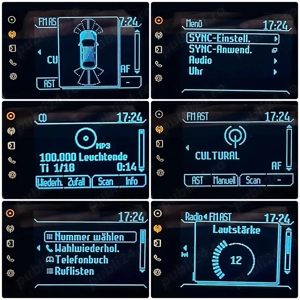 FM AST 17:24
CU
AF
AST
-
Menü 17:24
SYNC-Einstell.
SYNC-Anwend.
Audio
Uhr
CD 17:24
MP3
100.000 Leuchtende
Ti 1/18 0:14
Wiederh. Zufall Scan Info
FM AST 17:24
CULTURAL
AF
AST Manuell Scan -
17:24
Nummer wählen
Wahlwiederhol.
Telefonbuch
Ruflisten
Radio FM AST 17:24
Lautstärke
12